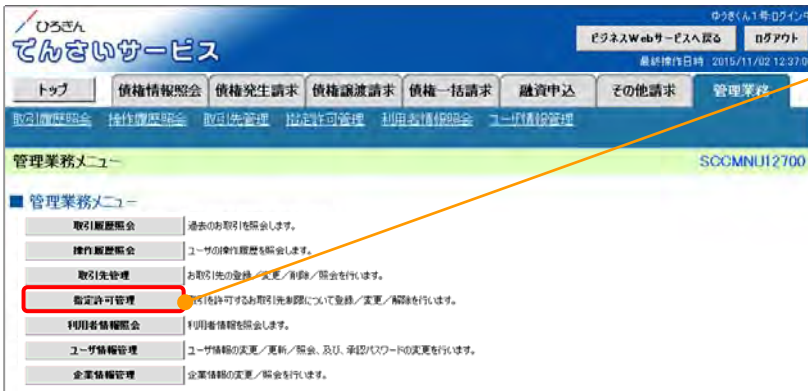 ゆうきくん1号:ログイン中
ひろぎん
でんさいサービス
ビジネスWebサービスへ戻る ログアウト
最終操作日時 2015/11/02 12:37:0
トップ 債権情報照会 債権発生請求 債権譲渡請求 債権一括請求 融資申込 その他請求 管理業務
取引履歴照会 操作履歴照会 取引先管理 指定許可管理 利用者情報照会 ユーザ情報管理
管理業務メニュー SCCMNU12700
■ 管理業務メニュー
取引履歴照会 過去のお取引を照会します。
操作履歴照会 ユーザの操作履歴を照会します。
取引先管理 お取引先の登録/変更/削除/照会を行います。
指定許可管理 取引を許可するお取引先制限について登録/変更/解除を行います。
利用者情報照会 利用者情報を照会します。
ユーザ情報管理 ユーザ情報の変更/更新/照会、及び、承認パスワードの変更を行います。
企業情報管理 企業情報の変更/照会を行います。